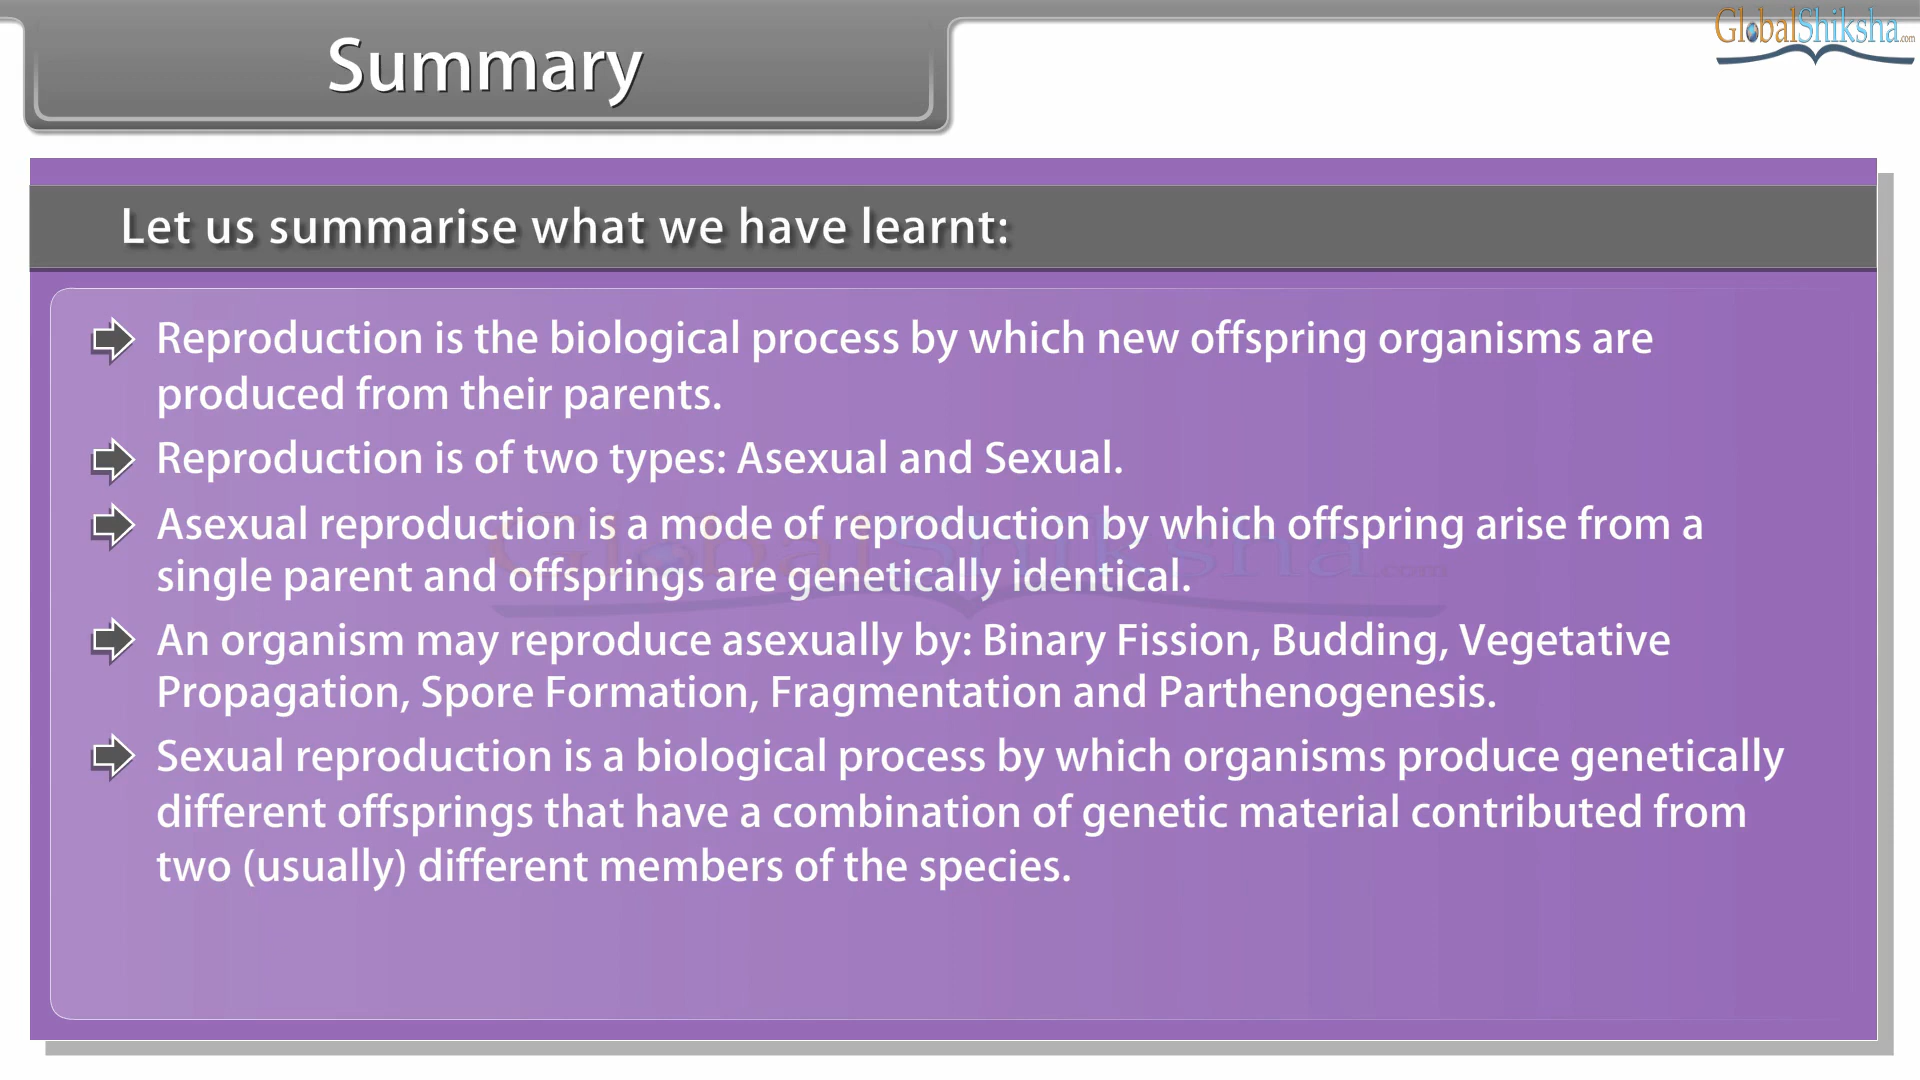 Summary
GlobalShiksha.com
Let us summarise what we have learnt:
Reproduction is the biological process by which new offspring organisms are
produced from their parents.
Reproduction is of two types: Asexual and Sexual.
Asexual reproduction is a mode of reproduction by which offspring arise from a
single parent and offsprings are genetically identical.
An organism may reproduce asexually by: Binary Fission, Budding, Vegetative
Propagation, Spore Formation, Fragmentation and Parthenogenesis.
Sexual reproduction is a biological process by which organisms produce genetically
different offsprings that have a combination of genetic material contributed from
two (usually) different members of the species.
GlobalShiksha.com